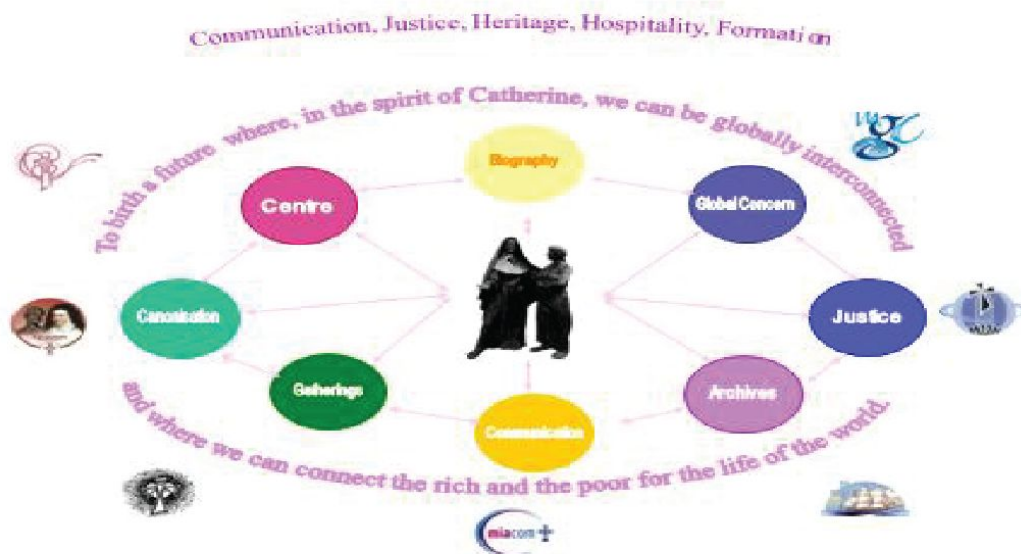 Communication, Justice, Heritage, Hospitality, Formation
To birth a future where, in the spirit of Catherine, we can be globally interconnected
Biography
Centre
Global Concern
Canonisation
Justice
Gatherings
Archives
Communication
and where we can connect the rich and the poor for the life of the world.
miacom